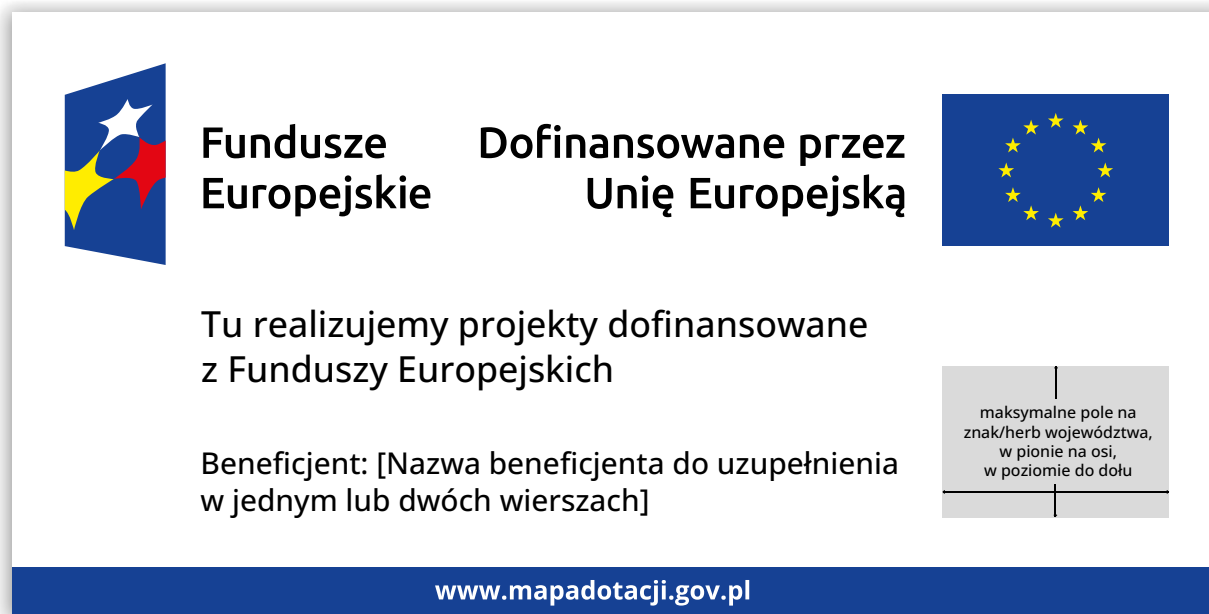 Fundusze
Europejskie
Dofinansowane przez
Unię Europejską
Tu realizujemy projekty dofinansowane
z Funduszy Europejskich
Beneficjent: [Nazwa beneficjenta do uzupełnienia
w jednym lub dwóch wierszach]
maksymalne pole na
znak/herb województwa,
w pionie na osi,
w poziomie do dołu
www.mapadotacji.gov.pl